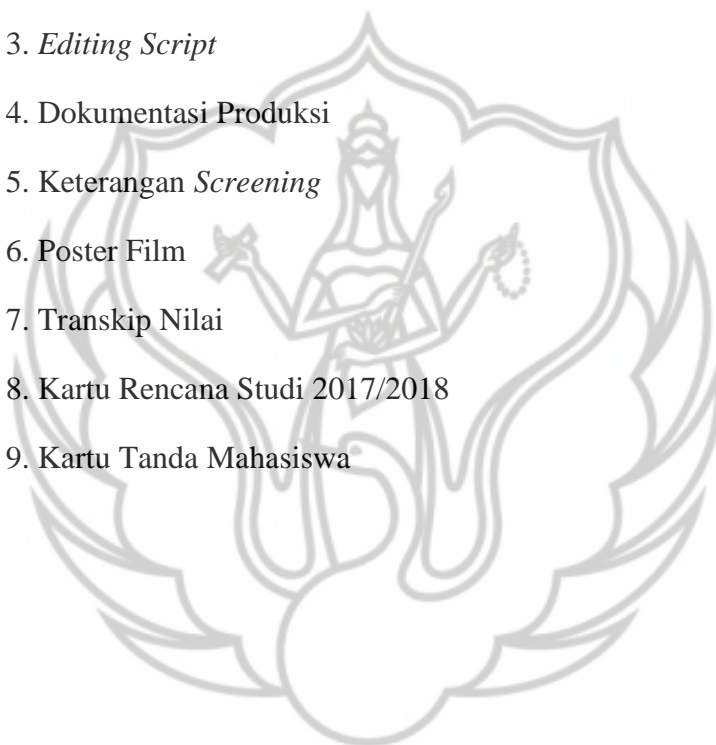 3. Editing Script
4. Dokumentasi Produksi
5. Keterangan Screening
6. Poster Film
7. Transkip Nilai
8. Kartu Rencana Studi 2017/2018
9. Kartu Tanda Mahasiswa